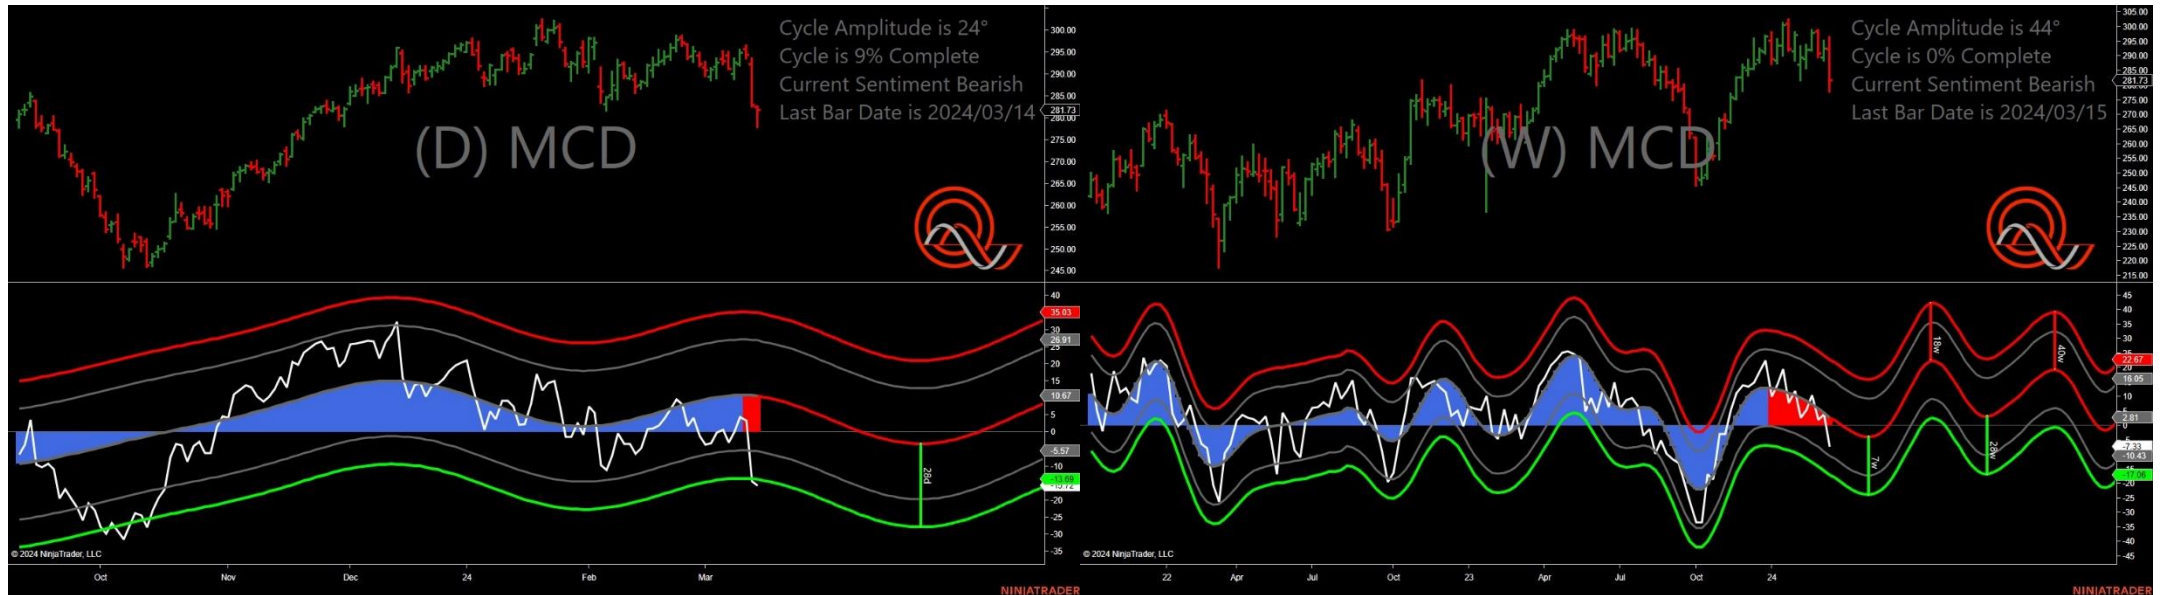 Cycle Amplitude is 24°
Cycle is 9% Complete
Current Sentiment Bearish
Last Bar Date is 2024/03/14
(D) MCD
300.00
295.00
290.00
285.00
281.73
280.00
275.00
270.00
265.00
260.00
255.00
250.00
245.00
40
35.03
30
26.91
25
20
15
10.67
5
0
-5.57
-10
-13.69
-15.72
-20
-25
-30
-35
28d
© 2024 NinjaTrader, LLC
Oct
Nov
Dec
24
Feb
Mar
NINJATRADER
Cycle Amplitude is 44°
Cycle is 0% Complete
Current Sentiment Bearish
Last Bar Date is 2024/03/15
(W) MCD
305.00
300.00
295.00
290.00
285.00
281.73
275.00
270.00
265.00
260.00
255.00
250.00
245.00
240.00
235.00
230.00
225.00
220.00
215.00
45
40
35
30
25
22.67
20
16.05
10
5
2.81
0
-7.33
-10.43
-17.06
-20
-25
-30
-35
-40
-45
7w
18w
28w
40w
© 2024 NinjaTrader, LLC
22
Apr
Jul
Oct
23
Apr
Jul
Oct
24
NINJATRADER